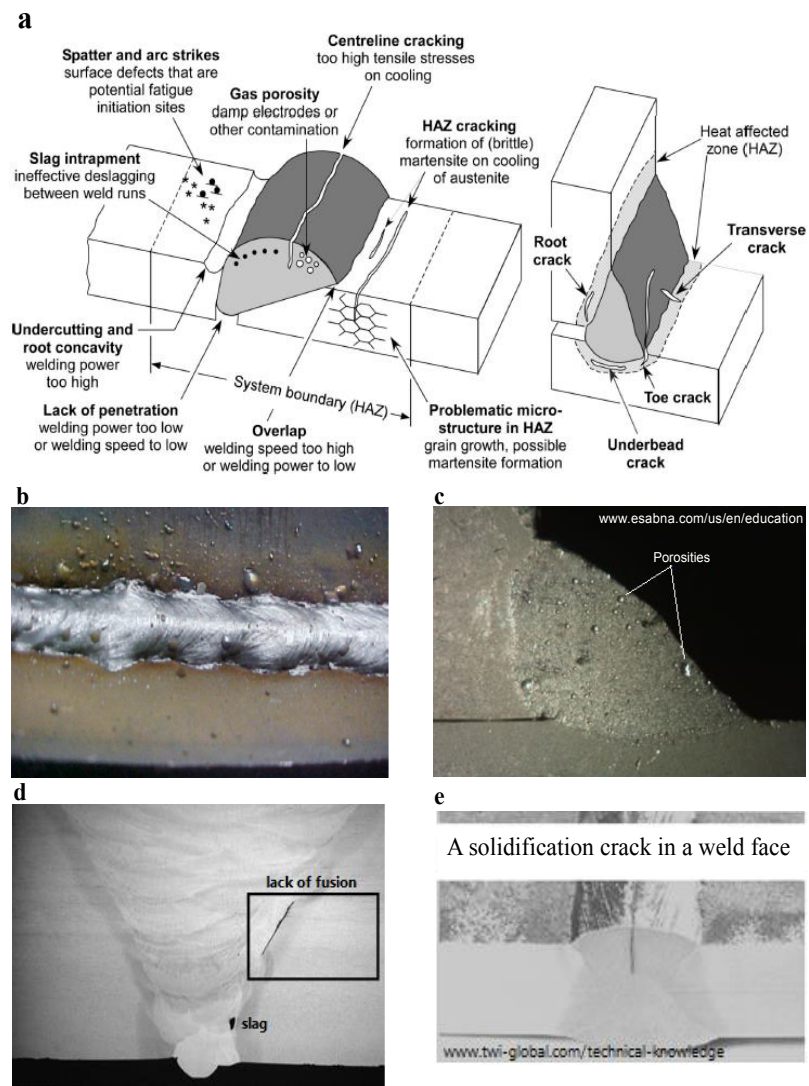 a
Spatter and arc strikes
surface defects that are
potential fatigue
initiation sites
Centreline cracking
too high tensile stresses
on cooling
Gas porosity
damp electrodes or
other contamination
HAZ cracking
formation of (brittle)
martensite on cooling
of austenite
Slag intrapment
ineffective deslagging
between weld runs
Undercutting and
root concavity
welding power
too high
Lack of penetration
welding power too low
or welding speed to low
System boundary (HAZ)
Overlap
welding speed too high
or welding power to low
Problematic micro-
structure in HAZ
grain growth, possible
martensite formation
Heat affected
zone (HAZ)
Root
crack
Transverse
crack
Toe crack
Underbead
crack
b
c
www.esabna.com/us/en/education
Porosities
d
lack of fusion
slag
e
A solidification crack in a weld face
www.twi-global.com/technical-knowledge